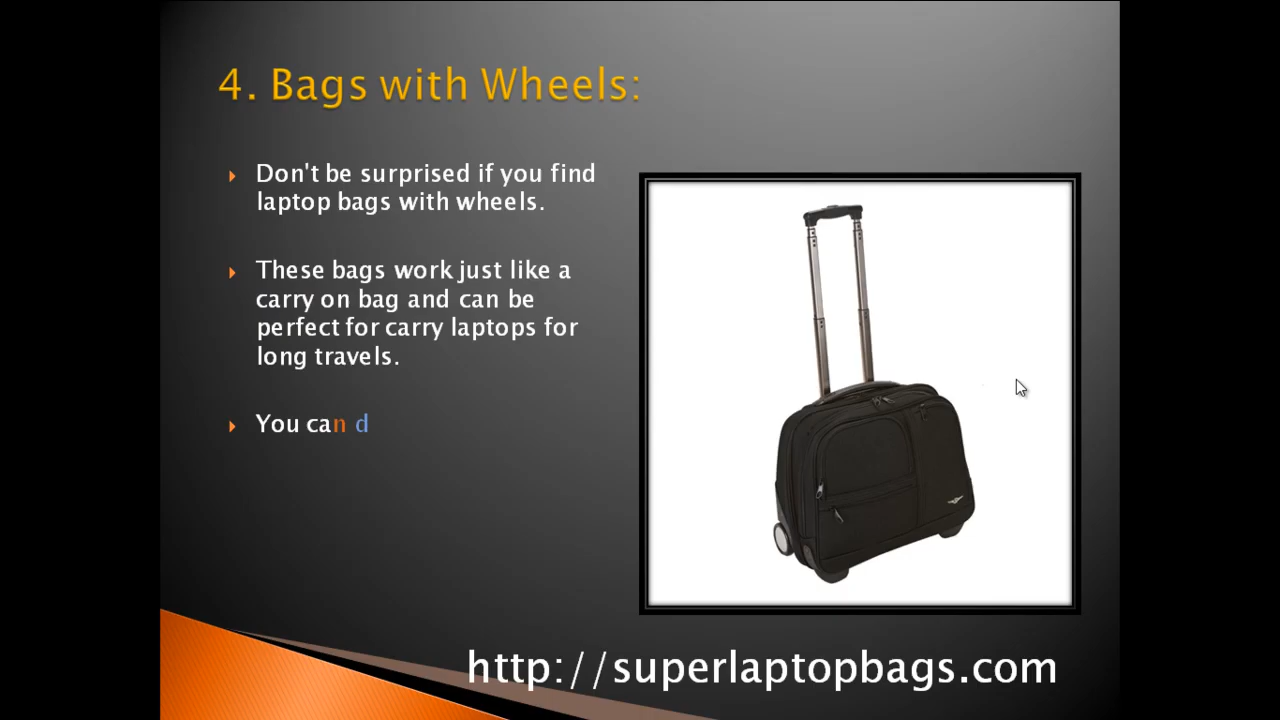 4. Bags with Wheels:
Don't be surprised if you find
laptop bags with wheels.
These bags work just like a
carry on bag and can be
perfect for carry laptops for
long travels.
You can d
http://superlaptopbags.com